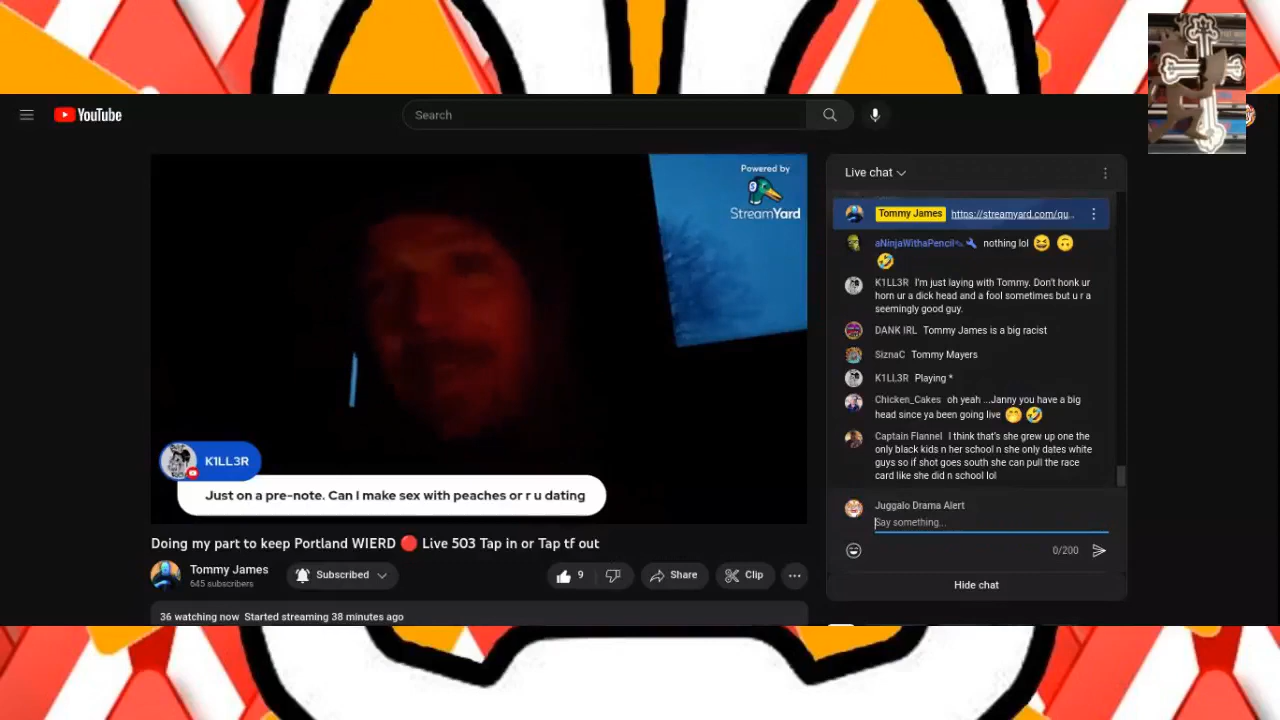 YouTube
Search
Powered by
StreamYard
K1LL3R
Just on a pre-note. Can I make sex with peaches or r u dating
Doing my part to keep Portland WIERD 🔴 Live 503 Tap in or Tap tf out
Tommy James
645 subscribers
Subscribed
9
Share
Clip
36 watching now Started streaming 38 minutes ago
Live chat
Tommy James https://streamyard.com/qu...
aNinjaWithaPencil✏ nothing lol 😆 🙃
🤣
K1LL3R I'm just laying with Tommy. Don't honk ur
horn ur a dick head and a fool sometimes but u r a
seemingly good guy.
DANK IRL Tommy James is a big racist
SiznaC Tommy Mayers
K1LL3R Playing *
Chicken_Cakes oh yeah ...Janny you have a big
head since ya been going live 🤭 🤣
Captain Flannel I think that's she grew up one the
only black kids n her school n she only dates white
guys so if shot goes south she can pull the race
card like she did n school lol
Juggalo Drama Alert
Say something...
0/200
Hide chat